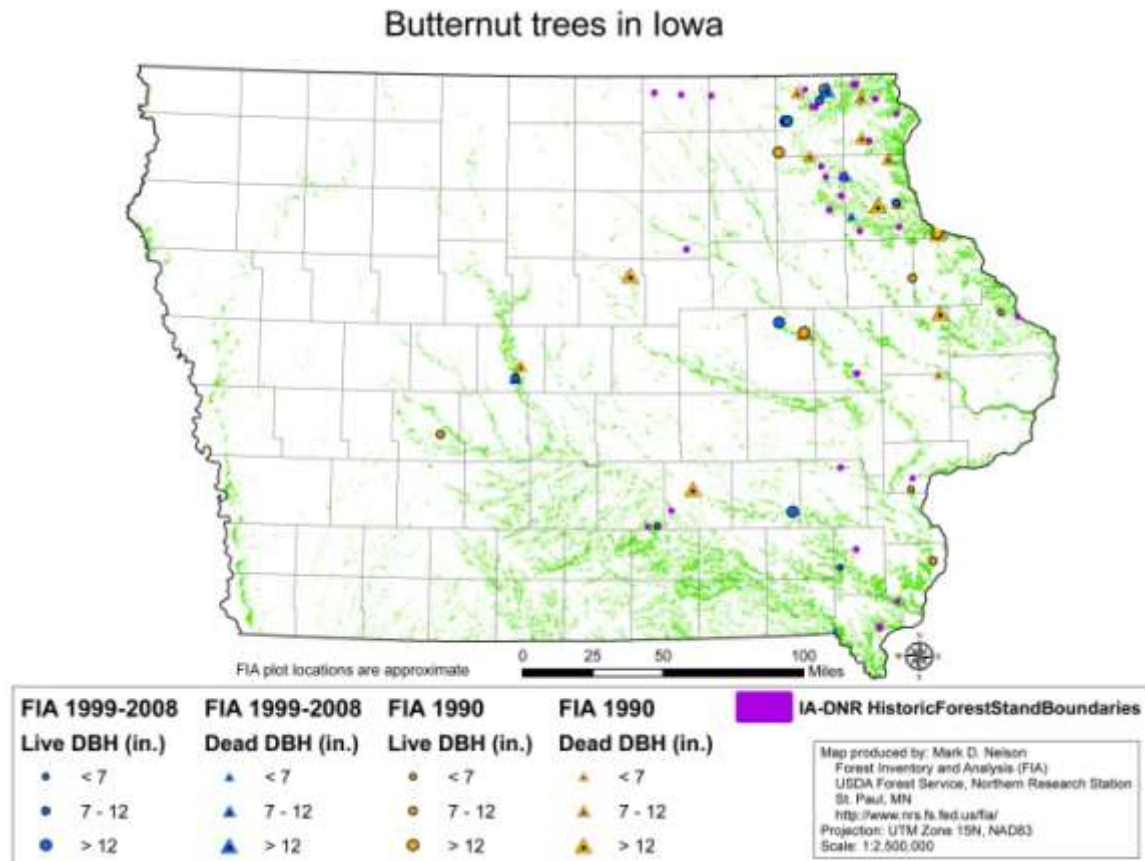 Butternut trees in Iowa
FIA plot locations are approximate
0 25 50 100
Miles
FIA 1999-2008 FIA 1999-2008 FIA 1990 FIA 1990
Live DBH (in.) Dead DBH (in.) Live DBH (in.) Dead DBH (in.)
< 7 < 7 < 7 < 7
7 - 12 7 - 12 7 - 12 7 - 12
> 12 > 12 > 12 > 12
IA-DNR HistoricForestStandBoundaries
Map produced by: Mark D. Nelson
Forest Inventory and Analysis (FIA)
USDA Forest Service, Northern Research Station
St. Paul, MN
http://www.nrs.fs.fed.us/fia/
Projection: UTM Zone 15N, NAD83
Scale: 1:2,500,000